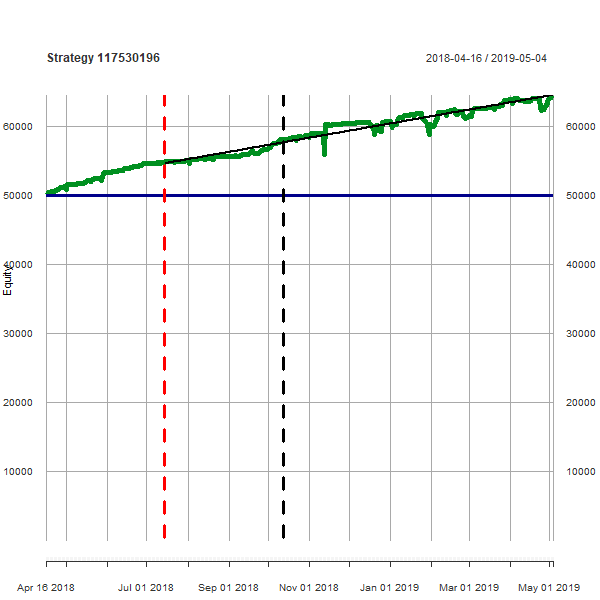 Strategy 117530196
2018-04-16 / 2019-05-04
60000
60000
50000
50000
40000
40000
Equity
30000
30000
20000
20000
10000
10000
Apr 16 2018
Jul 01 2018
Sep 01 2018
Nov 01 2018
Jan 01 2019
Mar 01 2019
May 01 2019